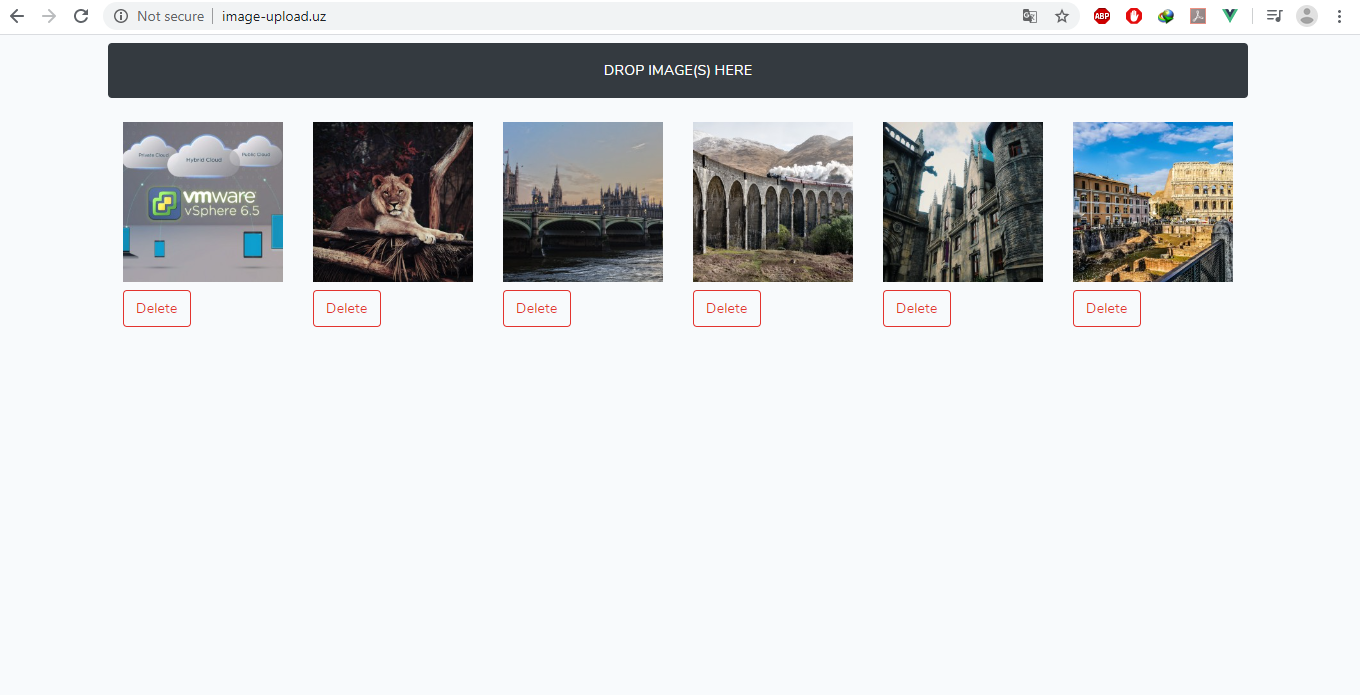 Not secure
image-upload.uz
ABP
DROP IMAGE(S) HERE
Private Cloud
Hybrid Cloud
Public Cloud
vmware
vSphere 6.5
Delete
Delete
Delete
Delete
Delete
Delete